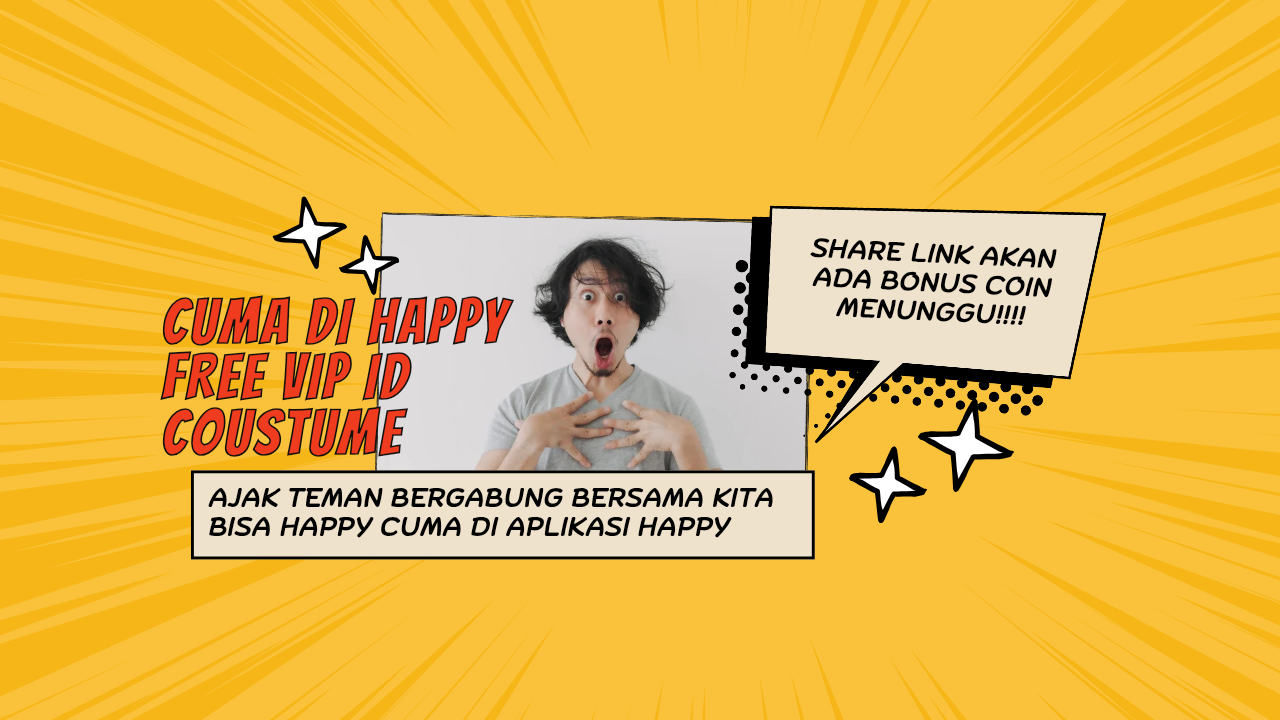 CUMA DI HAPPY
FREE VIP ID
COUSTUME
SHARE LINK AKAN
ADA BONUS COIN
MENUNGGU!!!!
AJAK TEMAN BERGABUNG BERSAMA KITA
BISA HAPPY CUMA DI APLIKASI HAPPY